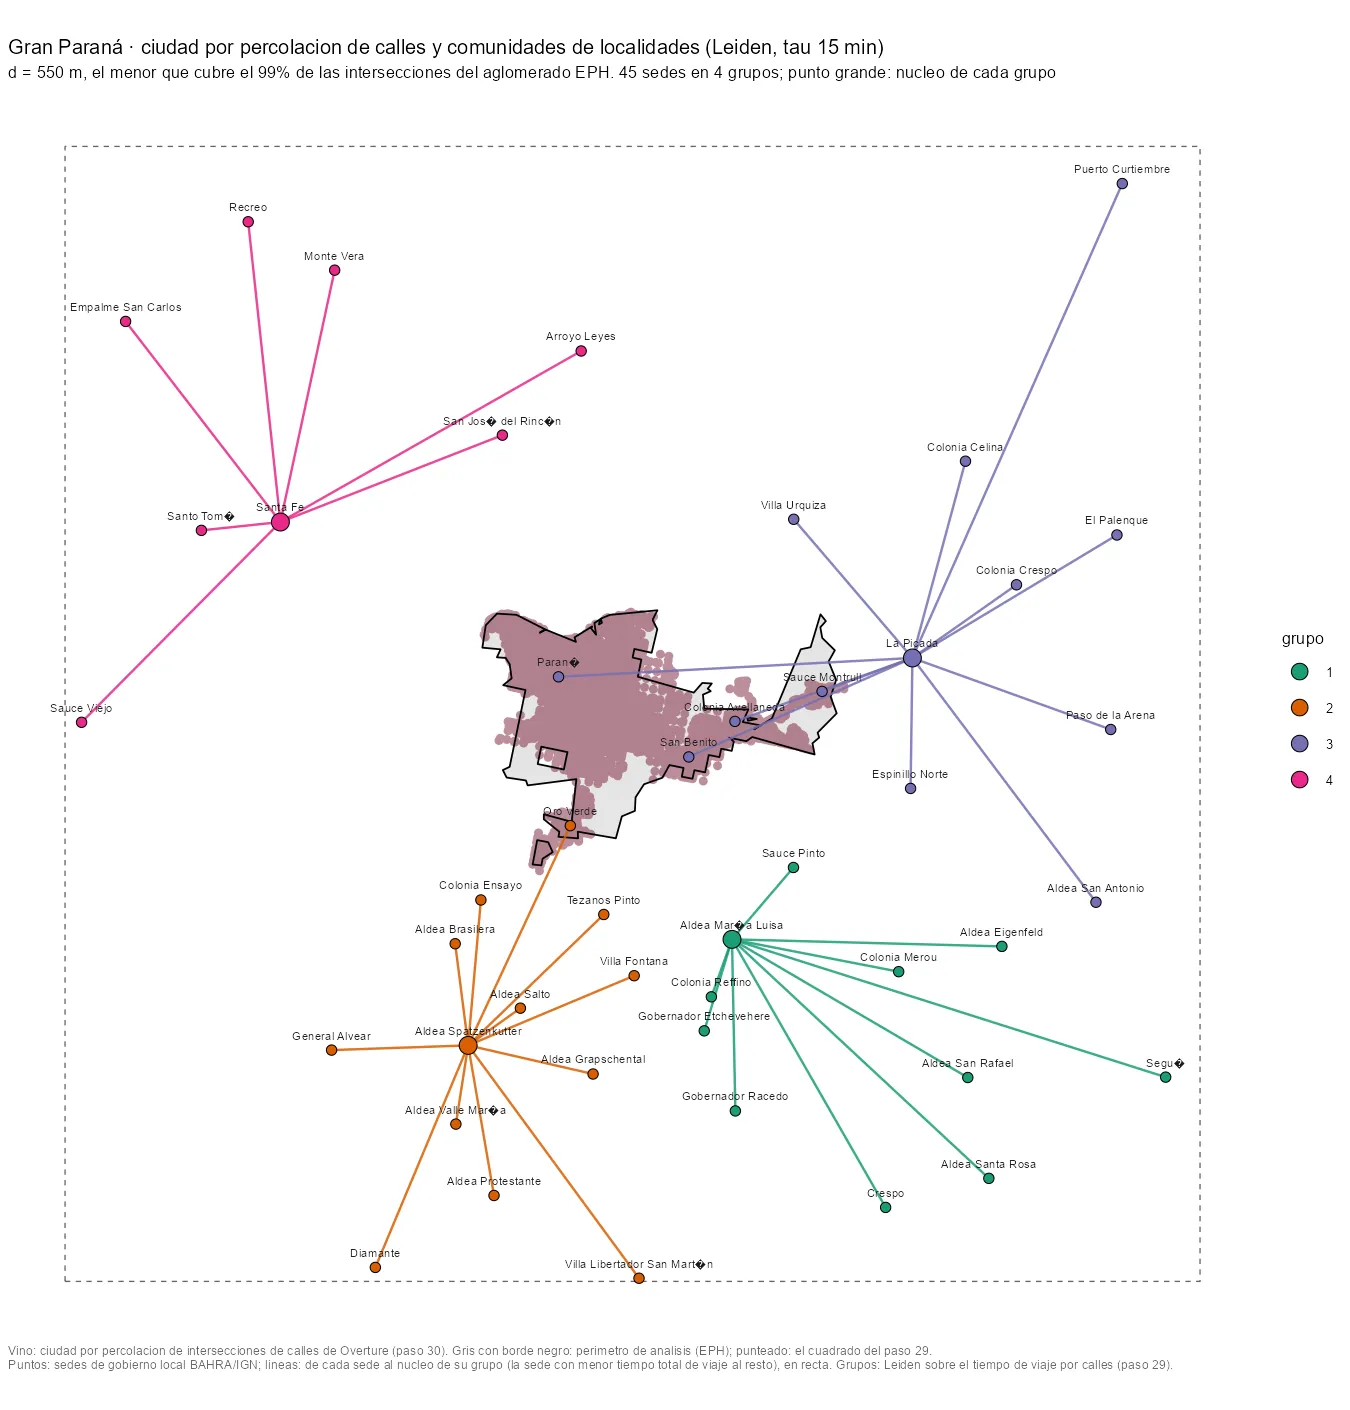 Gran Paraná · ciudad por percolacion de calles y comunidades de localidades (Leiden, tau 15 min)
d = 550 m, el menor que cubre el 99% de las intersecciones del aglomerado EPH. 45 sedes en 4 grupos; punto grande: nucleo de cada grupo
Puerto Curtiembre
Recreo
Monte Vera
Empalme San Carlos
Arroyo Leyes
San Jos� del Rinc�n
Colonia Celina
Santa Fe
Villa Urquiza
Santo Tom�
El Palenque
Colonia Crespo
grupo
La Picada
Paran�
1
Sauce Montrull
Sauce Viejo
Colonia Avellaneda
2
Paso de la Arena
San Benito
3
Espinillo Norte
4
Oro Verde
Sauce Pinto
Colonia Ensayo
Aldea San Antonio
Tezanos Pinto
Aldea Mar�a Luisa
Aldea Brasilera
Aldea Eigenfeld
Colonia Merou
Villa Fontana
Colonia Reffino
Aldea Salto
Gobernador Etchevehere
Aldea Spatzenkutter
General Alvear
Aldea Grapschental
Aldea San Rafael
Segu�
Gobernador Racedo
Aldea Valle Mar�a
Aldea Santa Rosa
Aldea Protestante
Crespo
Diamante
Villa Libertador San Mart�n
Vino: ciudad por percolacion de intersecciones de calles de Overture (paso 30). Gris con borde negro: perimetro de analisis (EPH); punteado: el cuadrado del paso 29.
Puntos: sedes de gobierno local BAHRA/IGN; lineas: de cada sede al nucleo de su grupo (la sede con menor tiempo total de viaje al resto), en recta. Grupos: Leiden sobre el tiempo de viaje por calles (paso 29).